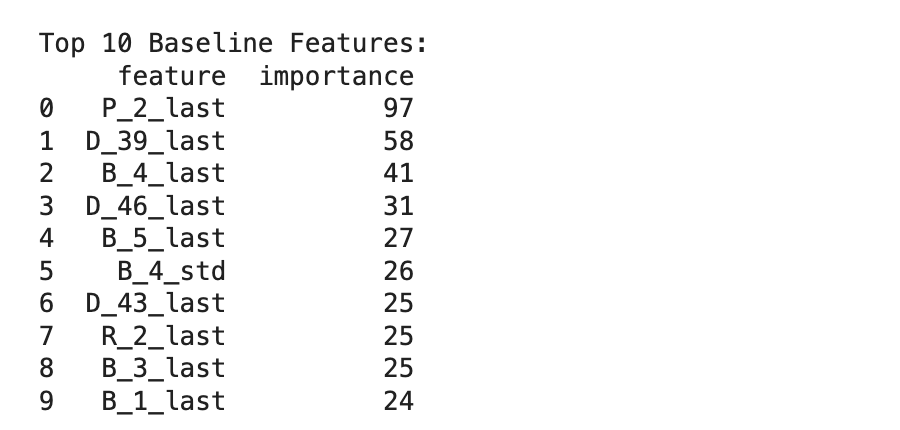 Top 10 Baseline Features:
feature importance
0 P_2_last 97
1 D_39_last 58
2 B_4_last 41
3 D_46_last 31
4 B_5_last 27
5 B_4_std 26
6 D_43_last 25
7 R_2_last 25
8 B_3_last 25
9 B_1_last 24